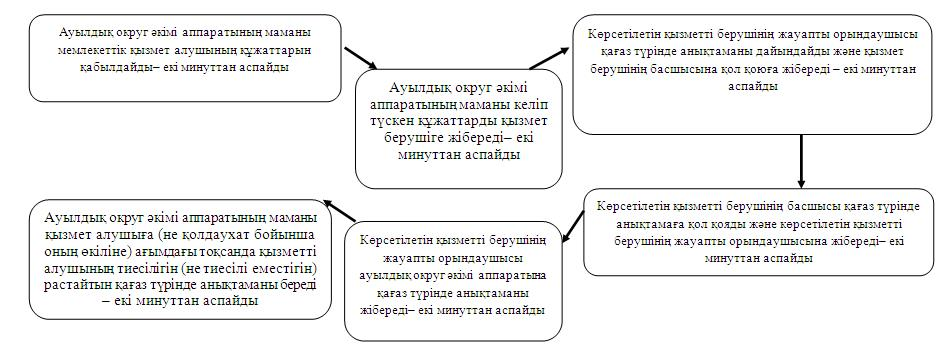 Ауылдық округ әкімі аппаратының маманы
мемлекеттік қызмет алушының құжаттарын
қабылдайды– екі минуттан аспайды
Ауылдық округ әкімі
аппаратының маманы келіп
түскен құжаттарды қызмет
берушіге жібереді– екі
минуттан аспайды
Көрсетілетін қызметті берушінің жауапты орындаушысы
қағаз түрінде анықтаманы дайындайды және қызмет
берушінің басшысына қол қоюға жібереді – екі минуттан
аспайды
Көрсетілетін қызметті берушінің басшысы қағаз түрінде
анықтамаға қол қояды және көрсетілетін қызметті
берушінің жауапты орындаушысына жібереді– екі
минуттан аспайды
Көрсетілетін қызметті берушінің
жауапты орындаушысы
ауылдық округ әкімі аппаратына
қағаз түрінде анықтаманы
жібереді– екі минуттан аспайды
Ауылдық округ әкімі аппаратының маманы
қызмет алушыға (не қолдаухат бойынша
оның өкіліне) ағымдағы тоқсанда қызметті
алушының тиесілігін (не тиесілі еместігін)
растайтын қағаз түрінде анықтаманы береді
– екі минуттан аспайды